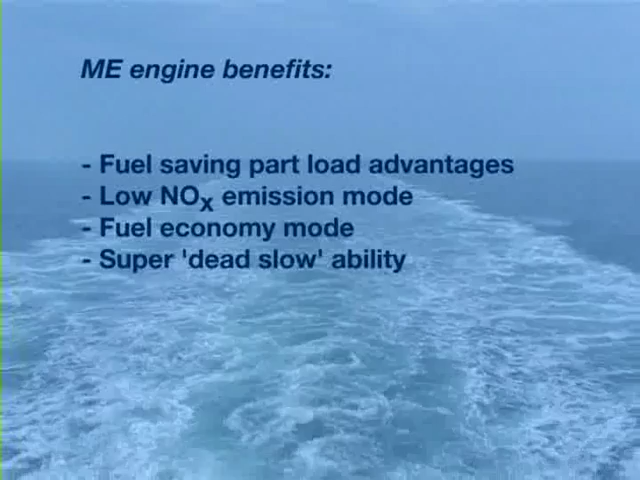 ME engine benefits:
- Fuel saving part load advantages
- Low NOx emission mode
- Fuel economy mode
- Super 'dead slow' ability